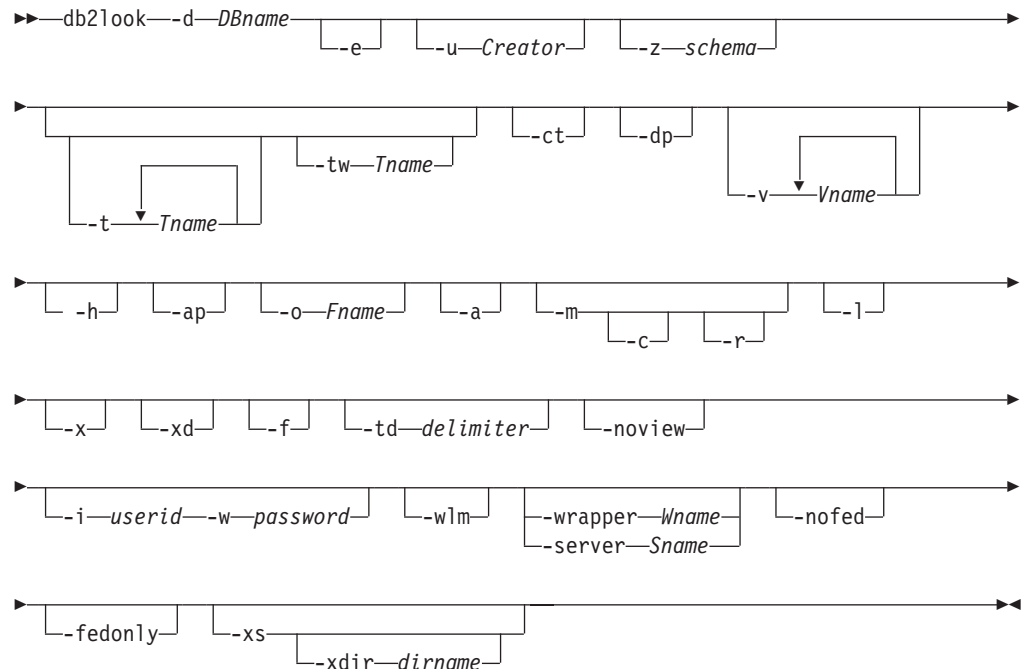 db2look -d DBname
-e -u Creator -z schema
-tw Tname -ct -dp
-t Tname -v Vname
-h -ap -o Fname -a -m -l
-c -r
-x -xd -f -td delimiter -noview
-i userid -w password -wlm -wrapper Wname -nofed
-server Sname
-fedonly -xs
-xdir dirname